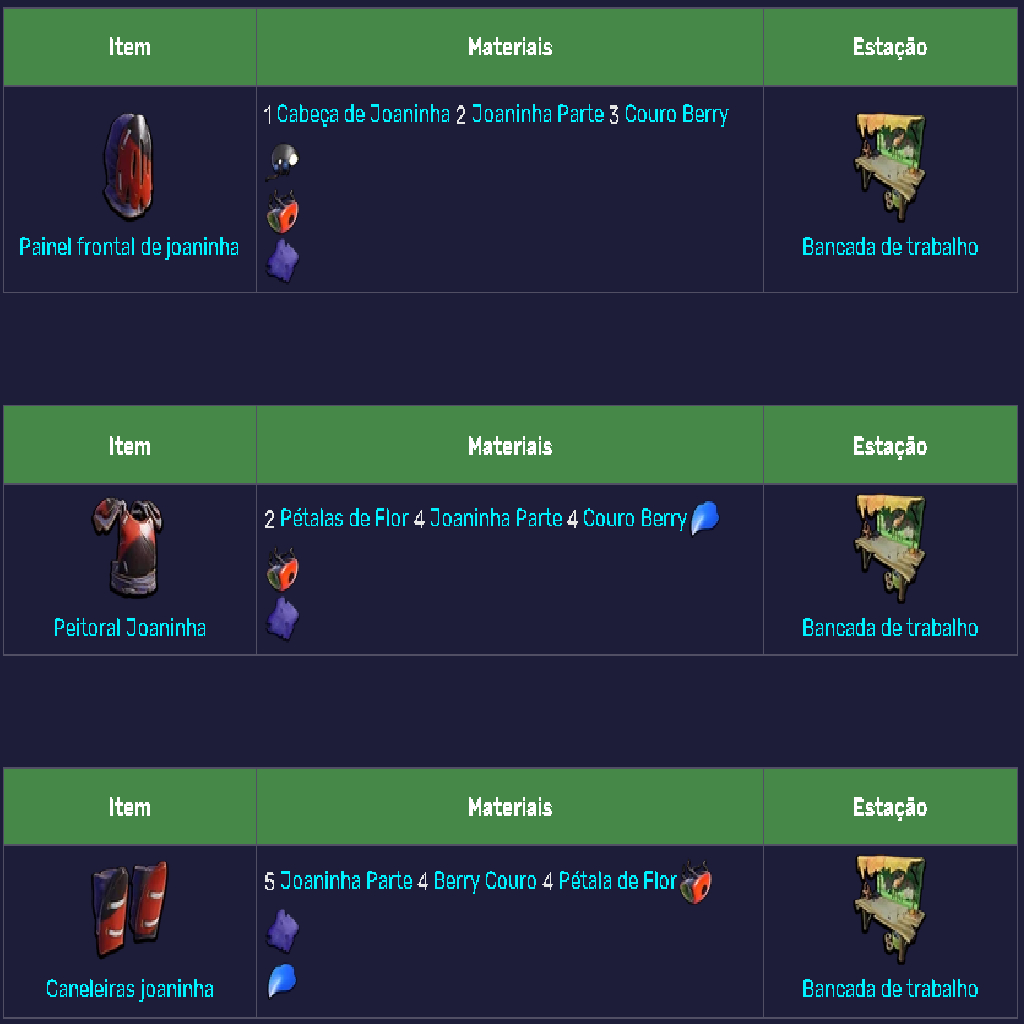 Item Materiais Estação
1 Cabeça de Joaninha 2 Joaninha Parte 3 Couro Berry
Painel frontal de joaninha
Bancada de trabalho
Item Materiais Estação
2 Pétalas de Flor 4 Joaninha Parte 4 Couro Berry
Peitoral Joaninha
Bancada de trabalho
Item Materiais Estação
5 Joaninha Parte 4 Berry Couro 4 Pétala de Flor
Caneleiras joaninha
Bancada de trabalho